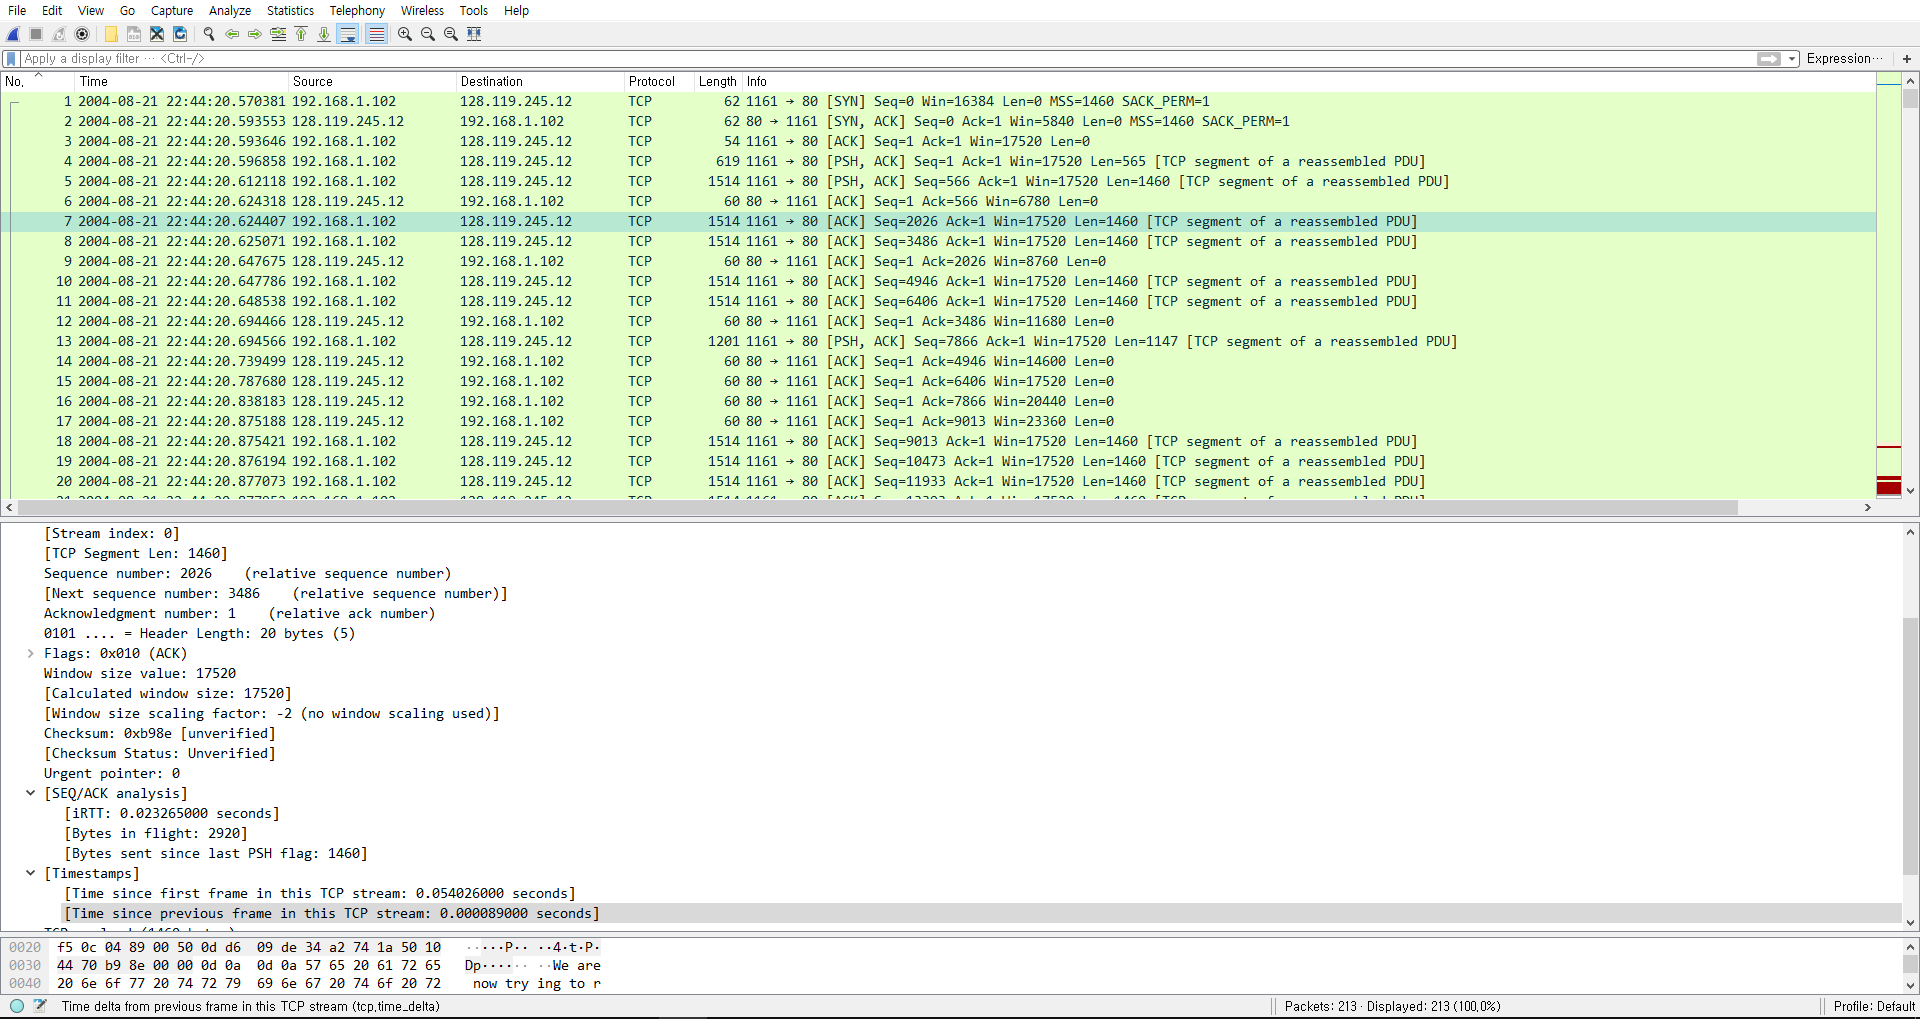 File Edit View Go Capture Analyze Statistics Telephony Wireless Tools Help
Apply a display filter ··· <Ctrl-/> Expression··· +
No. Time Source Destination Protocol Length Info
1 2004-08-21 22:44:20.570381 192.168.1.102 128.119.245.12 TCP 62 1161 → 80 [SYN] Seq=0 Win=16384 Len=0 MSS=1460 SACK_PERM=1
2 2004-08-21 22:44:20.593553 128.119.245.12 192.168.1.102 TCP 62 80 → 1161 [SYN, ACK] Seq=0 Ack=1 Win=5840 Len=0 MSS=1460 SACK_PERM=1
3 2004-08-21 22:44:20.593646 192.168.1.102 128.119.245.12 TCP 54 1161 → 80 [ACK] Seq=1 Ack=1 Win=17520 Len=0
4 2004-08-21 22:44:20.596858 192.168.1.102 128.119.245.12 TCP 619 1161 → 80 [PSH, ACK] Seq=1 Ack=1 Win=17520 Len=565 [TCP segment of a reassembled PDU]
5 2004-08-21 22:44:20.612118 192.168.1.102 128.119.245.12 TCP 1514 1161 → 80 [PSH, ACK] Seq=566 Ack=1 Win=17520 Len=1460 [TCP segment of a reassembled PDU]
6 2004-08-21 22:44:20.624318 128.119.245.12 192.168.1.102 TCP 60 80 → 1161 [ACK] Seq=1 Ack=566 Win=6780 Len=0
7 2004-08-21 22:44:20.624407 192.168.1.102 128.119.245.12 TCP 1514 1161 → 80 [ACK] Seq=2026 Ack=1 Win=17520 Len=1460 [TCP segment of a reassembled PDU]
8 2004-08-21 22:44:20.625071 192.168.1.102 128.119.245.12 TCP 1514 1161 → 80 [ACK] Seq=3486 Ack=1 Win=17520 Len=1460 [TCP segment of a reassembled PDU]
9 2004-08-21 22:44:20.647675 128.119.245.12 192.168.1.102 TCP 60 80 → 1161 [ACK] Seq=1 Ack=2026 Win=8760 Len=0
10 2004-08-21 22:44:20.647786 192.168.1.102 128.119.245.12 TCP 1514 1161 → 80 [ACK] Seq=4946 Ack=1 Win=17520 Len=1460 [TCP segment of a reassembled PDU]
11 2004-08-21 22:44:20.648538 192.168.1.102 128.119.245.12 TCP 1514 1161 → 80 [ACK] Seq=6406 Ack=1 Win=17520 Len=1460 [TCP segment of a reassembled PDU]
12 2004-08-21 22:44:20.694466 128.119.245.12 192.168.1.102 TCP 60 80 → 1161 [ACK] Seq=1 Ack=3486 Win=11680 Len=0
13 2004-08-21 22:44:20.694566 192.168.1.102 128.119.245.12 TCP 1201 1161 → 80 [PSH, ACK] Seq=7866 Ack=1 Win=17520 Len=1147 [TCP segment of a reassembled PDU]
14 2004-08-21 22:44:20.739499 128.119.245.12 192.168.1.102 TCP 60 80 → 1161 [ACK] Seq=1 Ack=4946 Win=14600 Len=0
15 2004-08-21 22:44:20.787680 128.119.245.12 192.168.1.102 TCP 60 80 → 1161 [ACK] Seq=1 Ack=6406 Win=17520 Len=0
16 2004-08-21 22:44:20.838183 128.119.245.12 192.168.1.102 TCP 60 80 → 1161 [ACK] Seq=1 Ack=7866 Win=20440 Len=0
17 2004-08-21 22:44:20.875188 128.119.245.12 192.168.1.102 TCP 60 80 → 1161 [ACK] Seq=1 Ack=9013 Win=23360 Len=0
18 2004-08-21 22:44:20.875421 192.168.1.102 128.119.245.12 TCP 1514 1161 → 80 [ACK] Seq=9013 Ack=1 Win=17520 Len=1460 [TCP segment of a reassembled PDU]
19 2004-08-21 22:44:20.876194 192.168.1.102 128.119.245.12 TCP 1514 1161 → 80 [ACK] Seq=10473 Ack=1 Win=17520 Len=1460 [TCP segment of a reassembled PDU]
20 2004-08-21 22:44:20.877073 192.168.1.102 128.119.245.12 TCP 1514 1161 → 80 [ACK] Seq=11933 Ack=1 Win=17520 Len=1460 [TCP segment of a reassembled PDU]
[Stream index: 0]
[TCP Segment Len: 1460]
Sequence number: 2026 (relative sequence number)
[Next sequence number: 3486 (relative sequence number)]
Acknowledgment number: 1 (relative ack number)
0101 .... = Header Length: 20 bytes (5)
Flags: 0x010 (ACK)
Window size value: 17520
[Calculated window size: 17520]
[Window size scaling factor: -2 (no window scaling used)]
Checksum: 0xb98e [unverified]
[Checksum Status: Unverified]
Urgent pointer: 0
[SEQ/ACK analysis]
[iRTT: 0.023265000 seconds]
[Bytes in flight: 2920]
[Bytes sent since last PSH flag: 1460]
[Timestamps]
[Time since first frame in this TCP stream: 0.054026000 seconds]
[Time since previous frame in this TCP stream: 0.000089000 seconds]
0020 f5 0c 04 89 00 50 0d d6 09 de 34 a2 74 1a 50 10 ·····P·· ··4·t·P·
0030 44 70 b9 8e 00 00 0d 0a 0d 0a 57 65 20 61 72 65 Dp······ ··We are
0040 20 6e 6f 77 20 74 72 79 69 6e 67 20 74 6f 20 72 now try ing to r
Time delta from previous frame in this TCP stream (tcp.time_delta) Packets: 213 · Displayed: 213 (100.0%) Profile: Default